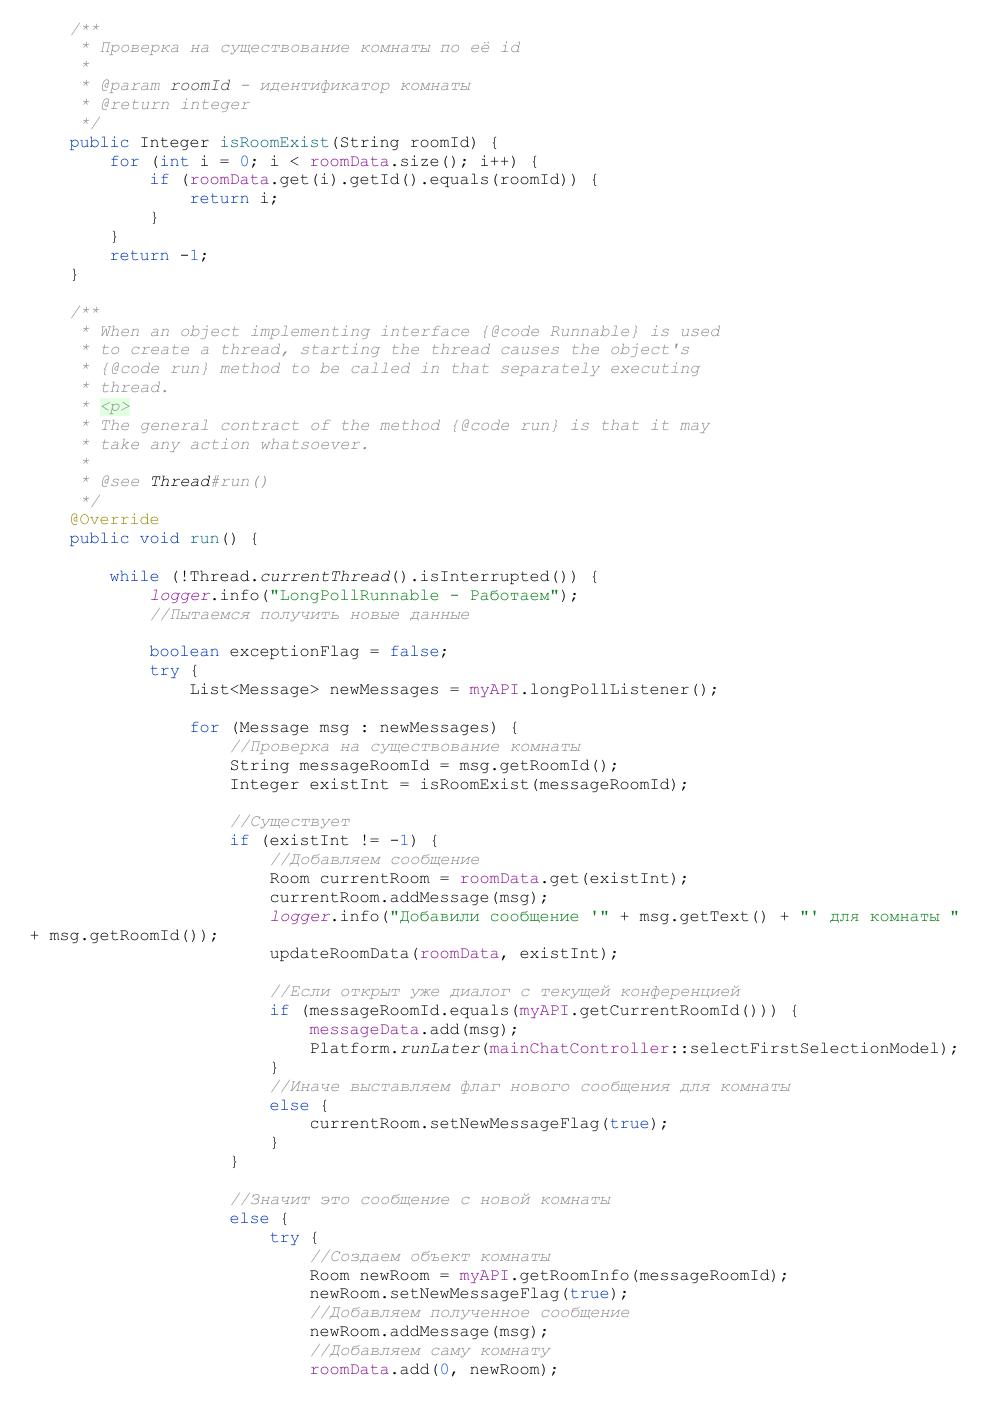 /**
 * Проверка на существование комнаты по её id
 *
 * @param roomId - идентификатор комнаты
 * @return integer
 */
public Integer isRoomExist(String roomId) {
    for (int i = 0; i < roomData.size(); i++) {
        if (roomData.get(i).getId().equals(roomId)) {
            return i;
        }
    }
    return -1;
}

/**
 * When an object implementing interface {@code Runnable} is used
 * to create a thread, starting the thread causes the object's
 * {@code run} method to be called in that separately executing
 * thread.
 * <p>
 * The general contract of the method {@code run} is that it may
 * take any action whatsoever.
 *
 * @see Thread#run()
 */
@Override
public void run() {

    while (!Thread.currentThread().isInterrupted()) {
        logger.info("LongPollRunnable - Работаем");
        //Пытаемся получить новые данные

        boolean exceptionFlag = false;
        try {
            List<Message> newMessages = myAPI.longPollListener();

            for (Message msg : newMessages) {
                //Проверка на существование комнаты
                String messageRoomId = msg.getRoomId();
                Integer existInt = isRoomExist(messageRoomId);

                //Существует
                if (existInt != -1) {
                    //Добавляем сообщение
                    Room currentRoom = roomData.get(existInt);
                    currentRoom.addMessage(msg);
                    logger.info("Добавили сообщение '" + msg.getText() + "' для комнаты "
+ msg.getRoomId());
                    updateRoomData(roomData, existInt);

                    //Если открыт уже диалог с текущей конференцией
                    if (messageRoomId.equals(myAPI.getCurrentRoomId())) {
                        messageData.add(msg);
                        Platform.runLater(mainChatController::selectFirstSelectionModel);
                    }
                    //Иначе выставляем флаг нового сообщения для комнаты
                    else {
                        currentRoom.setNewMessageFlag(true);
                    }
                }

                //Значит это сообщение с новой комнаты
                else {
                    try {
                        //Создаем объект комнаты
                        Room newRoom = myAPI.getRoomInfo(messageRoomId);
                        newRoom.setNewMessageFlag(true);
                        //Добавляем полученное сообщение
                        newRoom.addMessage(msg);
                        //Добавляем саму комнату
                        roomData.add(0, newRoom);